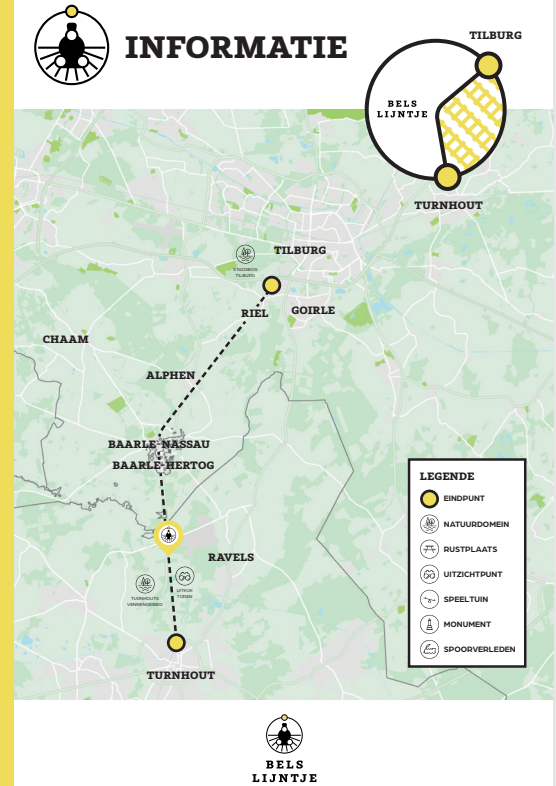 INFORMATIE
TILBURG
BELS
LIJNTJE
TURNHOUT
STADSBOS
TILBURG
TILBURG
RIEL
GOIRLE
CHAAM
ALPHEN
BAARLE-NASSAU
BAARLE-HERTOG
RAVELS
TURNHOUTS
VENNENGEBIED
UITKIJK
TOREN
TURNHOUT
LEGENDE
EINDPUNT
NATUURDOMEIN
RUSTPLAATS
UITZICHTPUNT
SPEELTUIN
MONUMENT
SPOORVERLEDEN
BELS
LIJNTJE